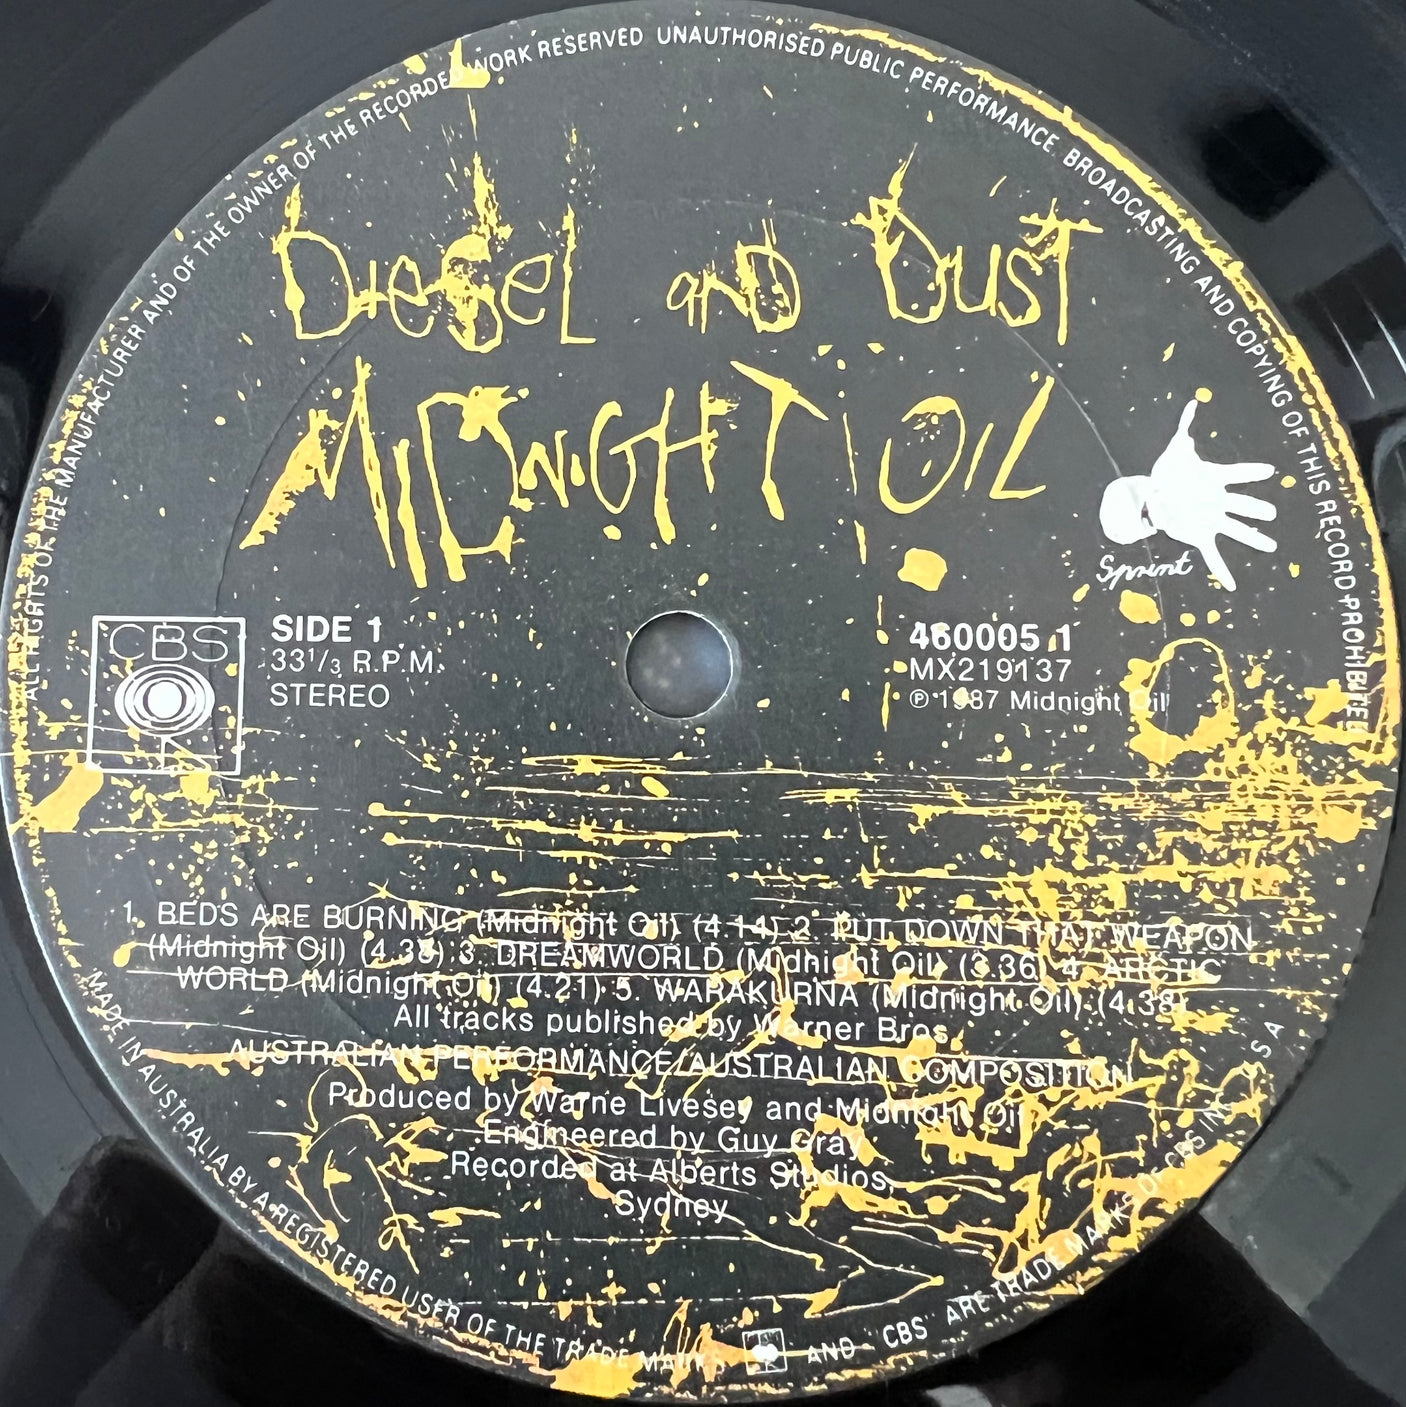 ALL RIGHTS OF THE MANUFACTURER AND OF THE OWNER OF THE RECORDED WORK RESERVED UNAUTHORISED PUBLIC PERFORMANCE BROADCASTING AND COPYING OF THIS RECORD PROHIBITED
DIESEL AND DUST
MIDNIGHT OIL
Sprint
CBS
SIDE 1
33 1/3 R.P.M.
STEREO
460005 1
MX219137
℗ 1987 Midnight Oil
1. BEDS ARE BURNING (Midnight Oil) (4.14) 2. PUT DOWN THAT WEAPON
(Midnight Oil) (4.38) 3. DREAMWORLD (Midnight Oil) (3.36) 4. ARCTIC
WORLD (Midnight Oil) (4.21) 5. WARAKURNA (Midnight Oil) (4.38)
All tracks published by Warner Bros.
AUSTRALIAN PERFORMANCE/AUSTRALIAN COMPOSITION
Produced by Warne Livesey and Midnight Oil
Engineered by Guy Gray
Recorded at Alberts Studios,
Sydney
MADE IN AUSTRALIA BY A REGISTERED USER OF THE TRADE MARKS AND CBS ARE TRADE MARKS OF CBS INC. U S A